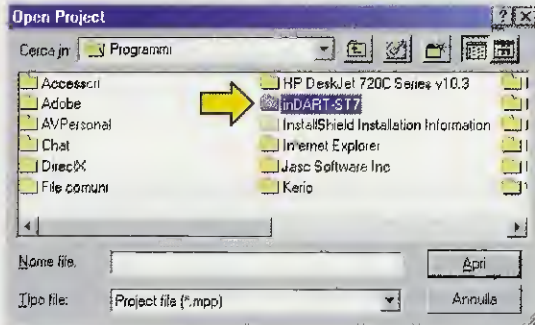 Open Project
Cerca in: Programmi
Accessori
Adobe
AVPersonal
Chat
DirectX
File comuni
HP DeskJet 720C Series v10.3
inDART-ST7
InstallShield Installation Information
Internet Explorer
Jasc Software Inc
Kerio
Nome file:
Apri
Tipo file: Project file (*.mpp)
Annulla